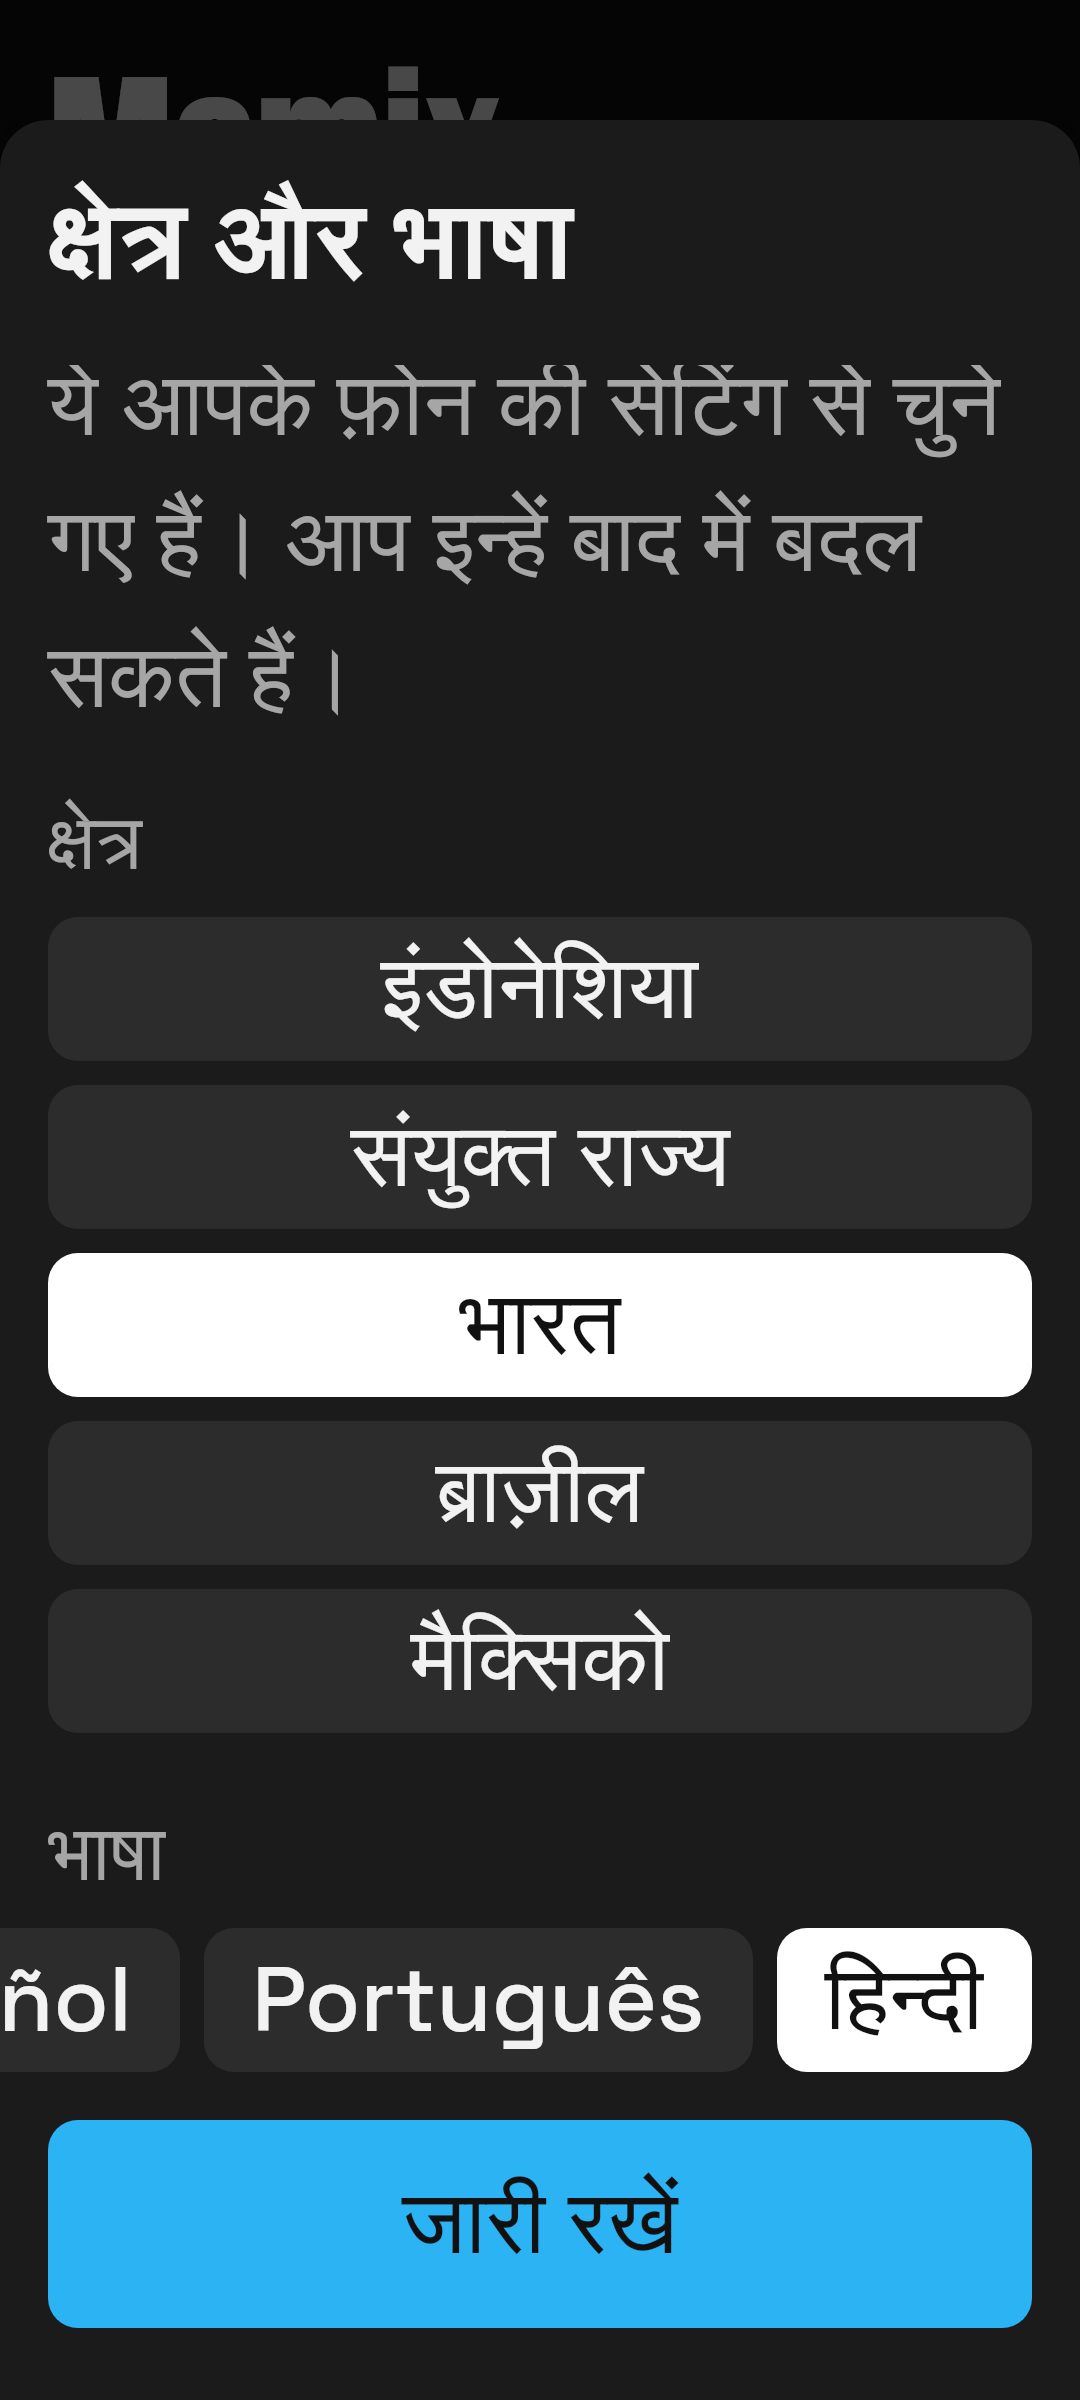 क्षेत्र और भाषा
ये आपके फ़ोन की सेटिंग से चुने
गए हैं। आप इन्हें बाद में बदल
सकते हैं।
क्षेत्र
इंडोनेशिया
संयुक्त राज्य
भारत
ब्राज़ील
मैक्सिको
भाषा
ñol Português हिन्दी
जारी रखें